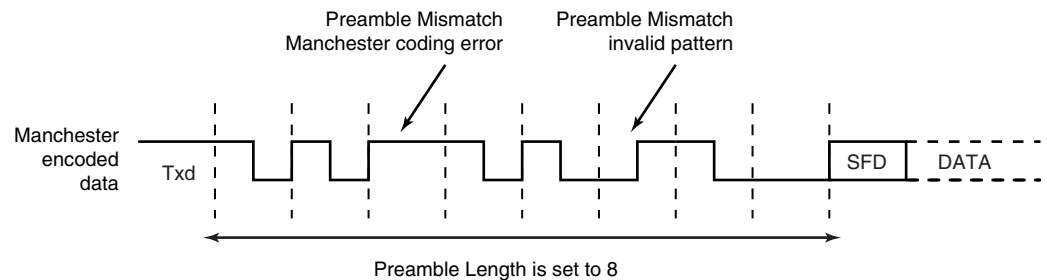 Preamble Mismatch
Manchester coding error
Preamble Mismatch
invalid pattern
Manchester
encoded
data
Txd
SFD
DATA
Preamble Length is set to 8